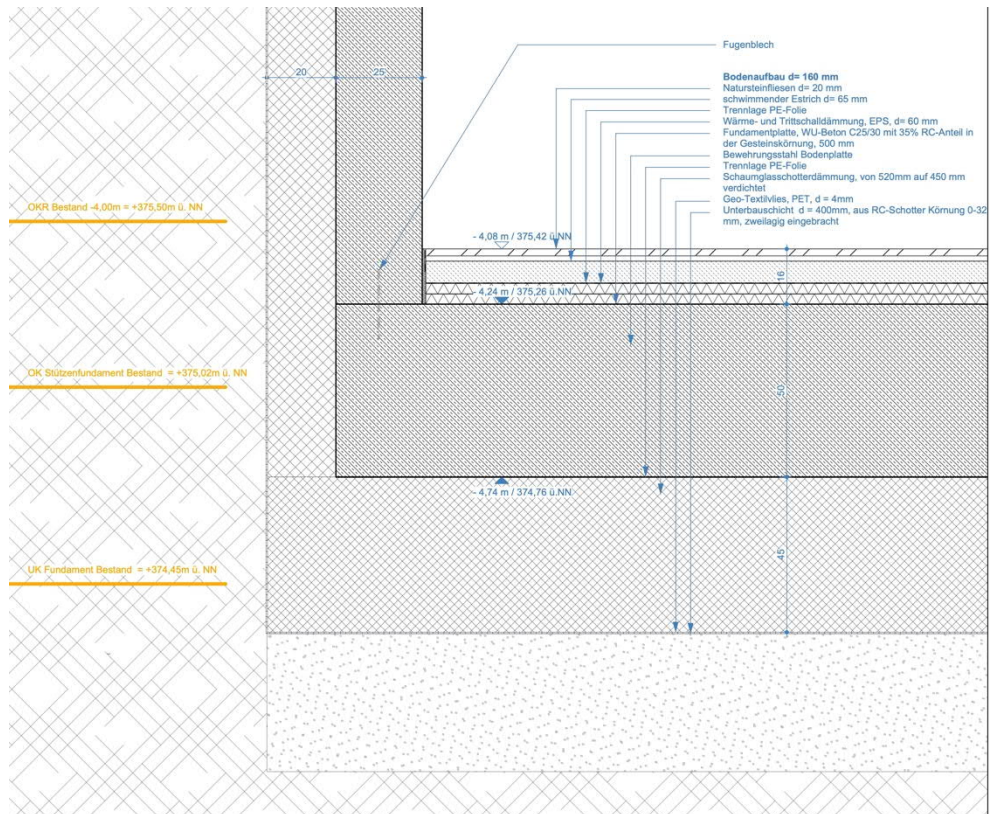 Fugenblech
20
25
Bodenaufbau d= 160 mm
Natursteinfliesen d= 20 mm
schwimmender Estrich d= 65 mm
Trennlage PE-Folie
Wärme- und Trittschalldämmung, EPS, d= 60 mm
Fundamentplatte, WU-Beton C25/30 mit 35% RC-Anteil in
der Gesteinskörnung, 500 mm
Bewehrungsstahl Bodenplatte
Trennlage PE-Folie
Schaumglasschotterdämmung, von 520mm auf 450 mm
verdichtet
Geo-Textilvlies, PET, d = 4mm
Unterbauschicht d = 400mm, aus RC-Schotter Körnung 0-32
mm, zweilagig eingebracht
OKR Bestand -4,00m = +375,50m ü. NN
- 4,08 m / 375,42 ü.NN
16
- 4,24 m / 375,26 ü.NN
OK Stützenfundament Bestand = +375,02m ü. NN
50
- 4,74 m / 374,76 ü.NN
45
UK Fundament Bestand = +374,45m ü. NN